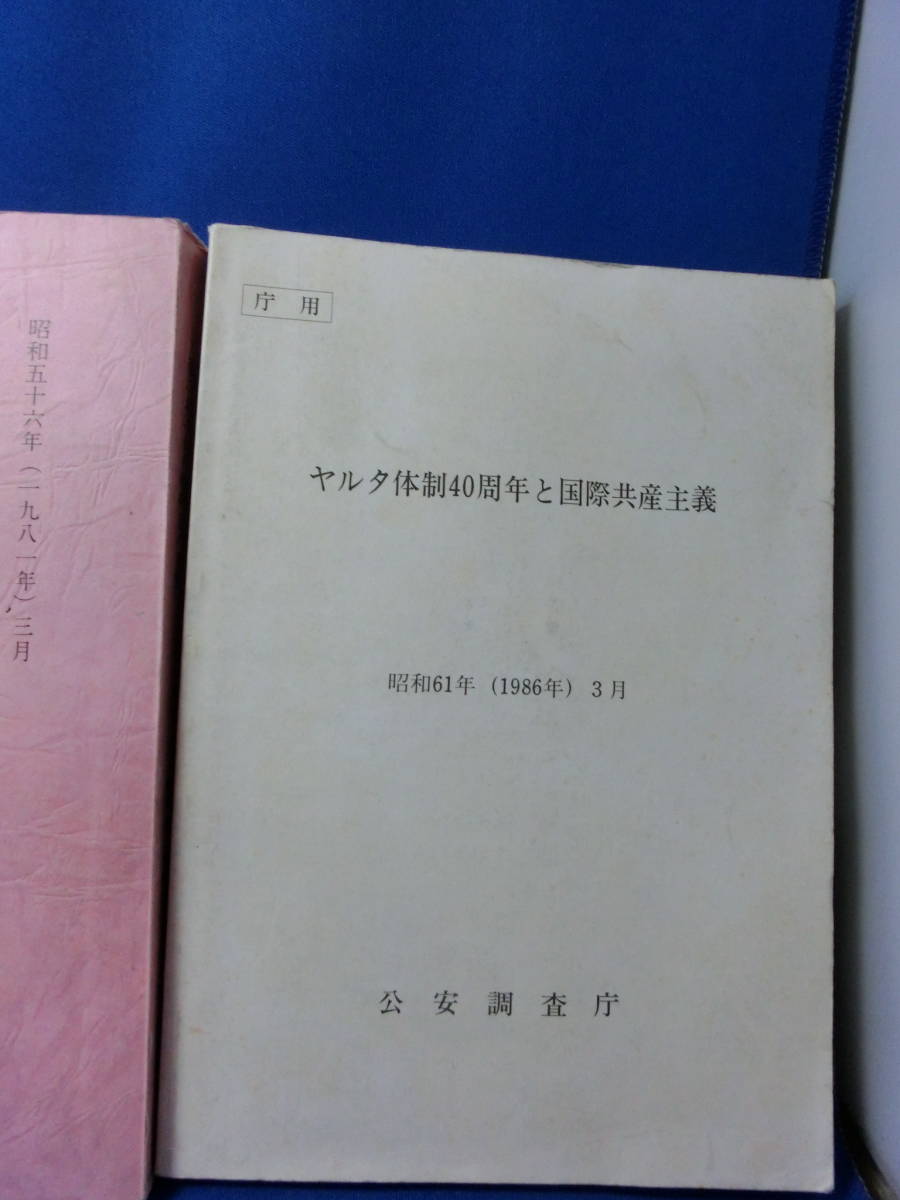 昭和五十六年（一九八一年）三月
庁用
ヤルタ体制40周年と国際共産主義
昭和61年（1986年）3月
公安調査庁